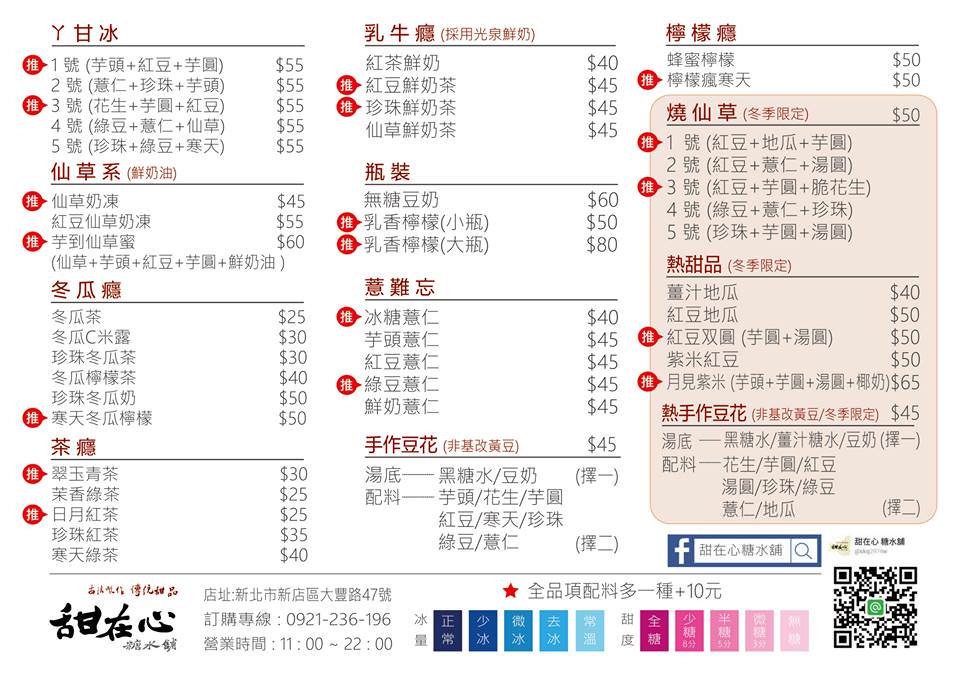 ㄚ甘冰
推 1 號 (芋頭+紅豆+芋圓) $55
2 號 (薏仁+珍珠+芋頭) $55
推 3 號 (花生+芋圓+紅豆) $55
4 號 (綠豆+薏仁+仙草) $55
5 號 (珍珠+綠豆+寒天) $55
仙草系 (鮮奶油)
推 仙草奶凍 $45
紅豆仙草奶凍 $55
推 芋到仙草蜜 $60
(仙草+芋頭+紅豆+芋圓+鮮奶油 )
冬瓜癮
冬瓜茶 $25
冬瓜C米露 $30
珍珠冬瓜茶 $30
冬瓜檸檬茶 $40
珍珠冬瓜奶 $50
推 寒天冬瓜檸檬 $50
茶癮
推 翠玉青茶 $30
茉香綠茶 $25
推 日月紅茶 $25
珍珠紅茶 $35
寒天綠茶 $40
乳牛癮 (採用光泉鮮奶)
紅茶鮮奶 $40
推 紅豆鮮奶茶 $45
推 珍珠鮮奶茶 $45
仙草鮮奶茶 $45
瓶裝
無糖豆奶 $60
推 乳香檸檬(小瓶) $50
推 乳香檸檬(大瓶) $80
薏難忘
推 冰糖薏仁 $40
芋頭薏仁 $45
紅豆薏仁 $45
推 綠豆薏仁 $45
鮮奶薏仁 $45
手作豆花 (非基改黃豆) $45
湯底——黑糖水/豆奶 (擇一)
配料——芋頭/花生/芋圓
紅豆/寒天/珍珠
綠豆/薏仁 (擇二)
檸檬癮
蜂蜜檸檬 $50
推 檸檬瘋寒天 $50
燒仙草 (冬季限定) $50
推 1 號 (紅豆+地瓜+芋圓)
2 號 (紅豆+薏仁+湯圓)
推 3 號 (紅豆+芋圓+脆花生)
4 號 (綠豆+薏仁+珍珠)
5 號 (珍珠+芋圓+湯圓)
熱甜品 (冬季限定)
薑汁地瓜 $40
紅豆地瓜 $50
推 紅豆双圓 (芋圓+湯圓) $50
紫米紅豆 $50
推 月見紫米 (芋頭+芋圓+湯圓+椰奶)$65
熱手作豆花 (非基改黃豆/冬季限定) $45
湯底 —黑糖水/薑汁糖水/豆奶(擇一)
配料—花生/芋圓/紅豆
湯圓/珍珠/綠豆
薏仁/地瓜 (擇二)
f 甜在心糖水舖
甜在心 糖水舖
古法製作 傳統甜品
甜在心
糖水舖
店址:新北市新店區大豐路47號
訂購專線 : 0921-236-196
營業時間 : 11 : 00 ~ 22 : 00
★ 全品項配料多一種+10元
冰量 正常 少冰 微冰 去冰 常溫
甜度 全糖 少糖8分 半糖5分 微糖3分 無糖